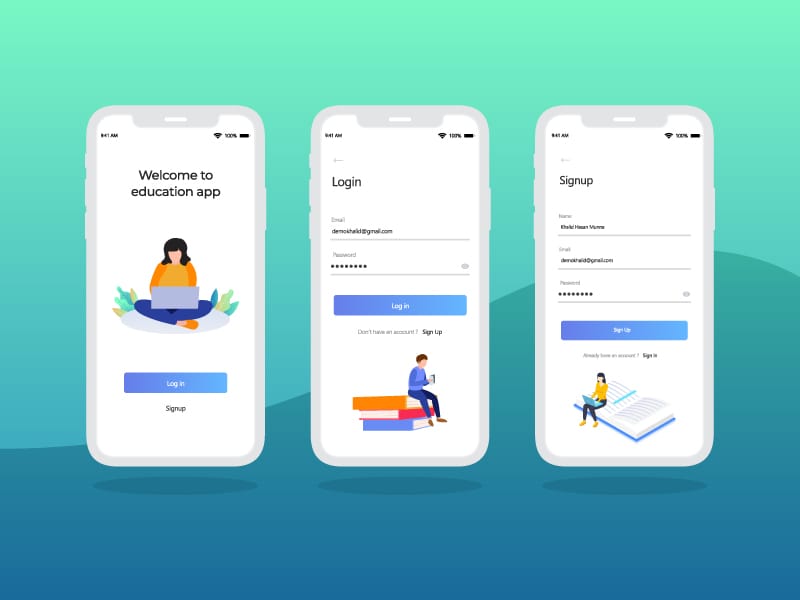 9:41 AM
100%
Welcome to
education app
Log in
Signup
9:41 AM
100%
Login
Email
demokhalid@gmail.com
Password
Log in
Don't have an account ? Sign Up
9:41 AM
100%
Signup
Name
Khalid Hasan Munna
Email
demokhalid@gmail.com
Password
Sign Up
Already have an account ? Sign in